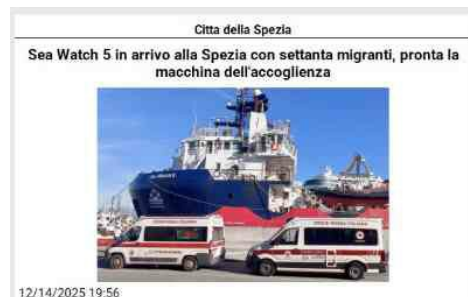 Citta della Spezia
Sea Watch 5 in arrivo alla Spezia con settanta migranti, pronta la
macchina dell'accoglienza
12/14/2025 19:56